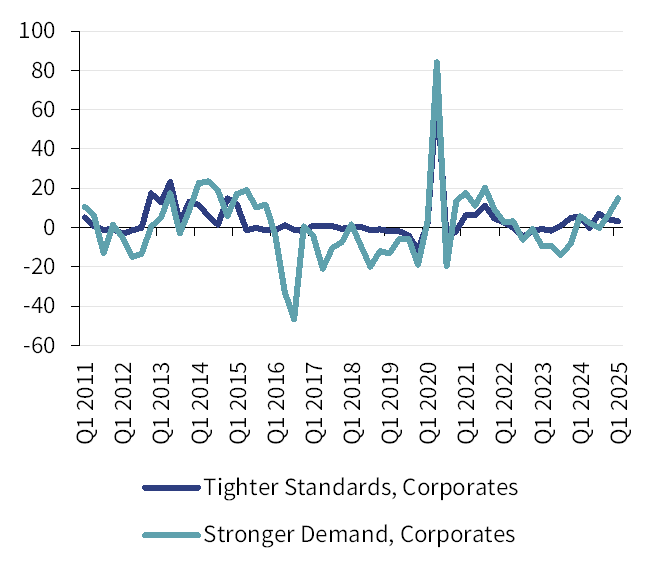 100
80
60
40
20
0
-20
-40
-60
Q1 2011
Q1 2012
Q1 2013
Q1 2014
Q1 2015
Q1 2016
Q1 2017
Q1 2018
Q1 2019
Q1 2020
Q1 2021
Q1 2022
Q1 2023
Q1 2024
Q1 2025
Tighter Standards, Corporates
Stronger Demand, Corporates